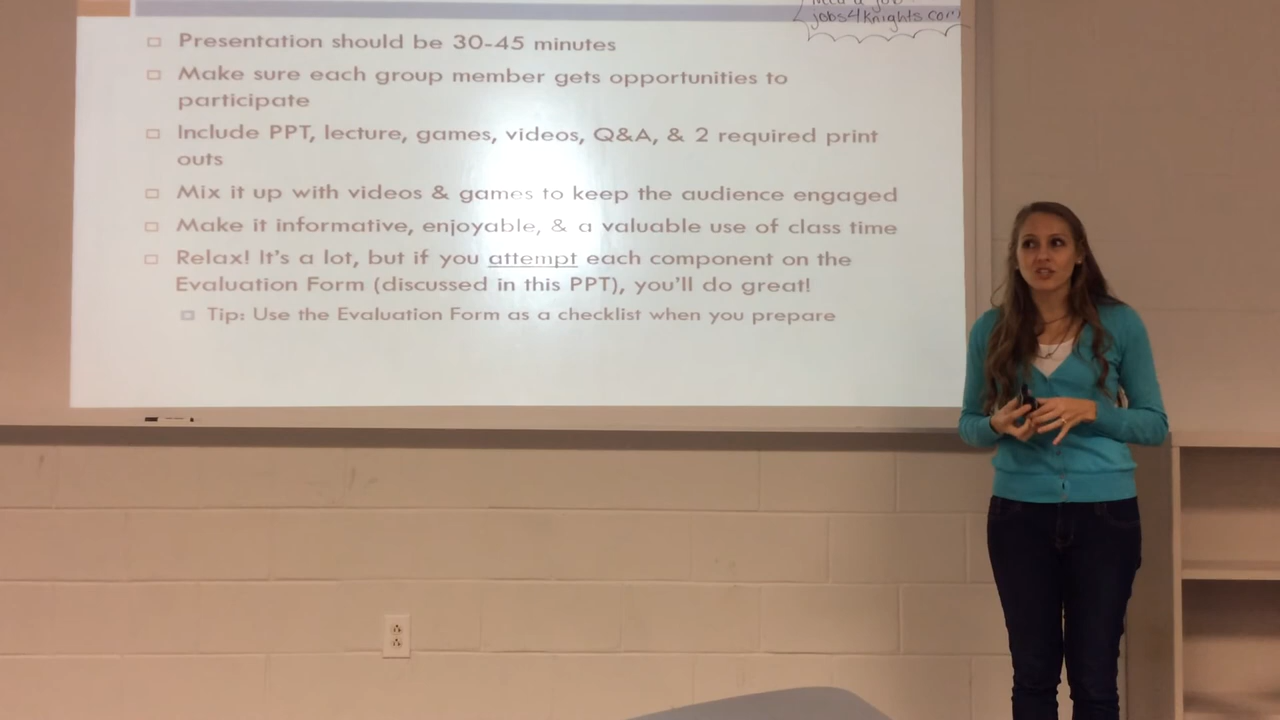 jobs4knights.com
Presentation should be 30-45 minutes
Make sure each group member gets opportunities to
participate
Include PPT, lecture, games, videos, Q&A, & 2 required print
outs
Mix it up with videos & games to keep the audience engaged
Make it informative, enjoyable, & a valuable use of class time
Relax! It's a lot, but if you attempt each component on the
Evaluation Form (discussed in this PPT), you'll do great!
Tip: Use the Evaluation Form as a checklist when you prepare